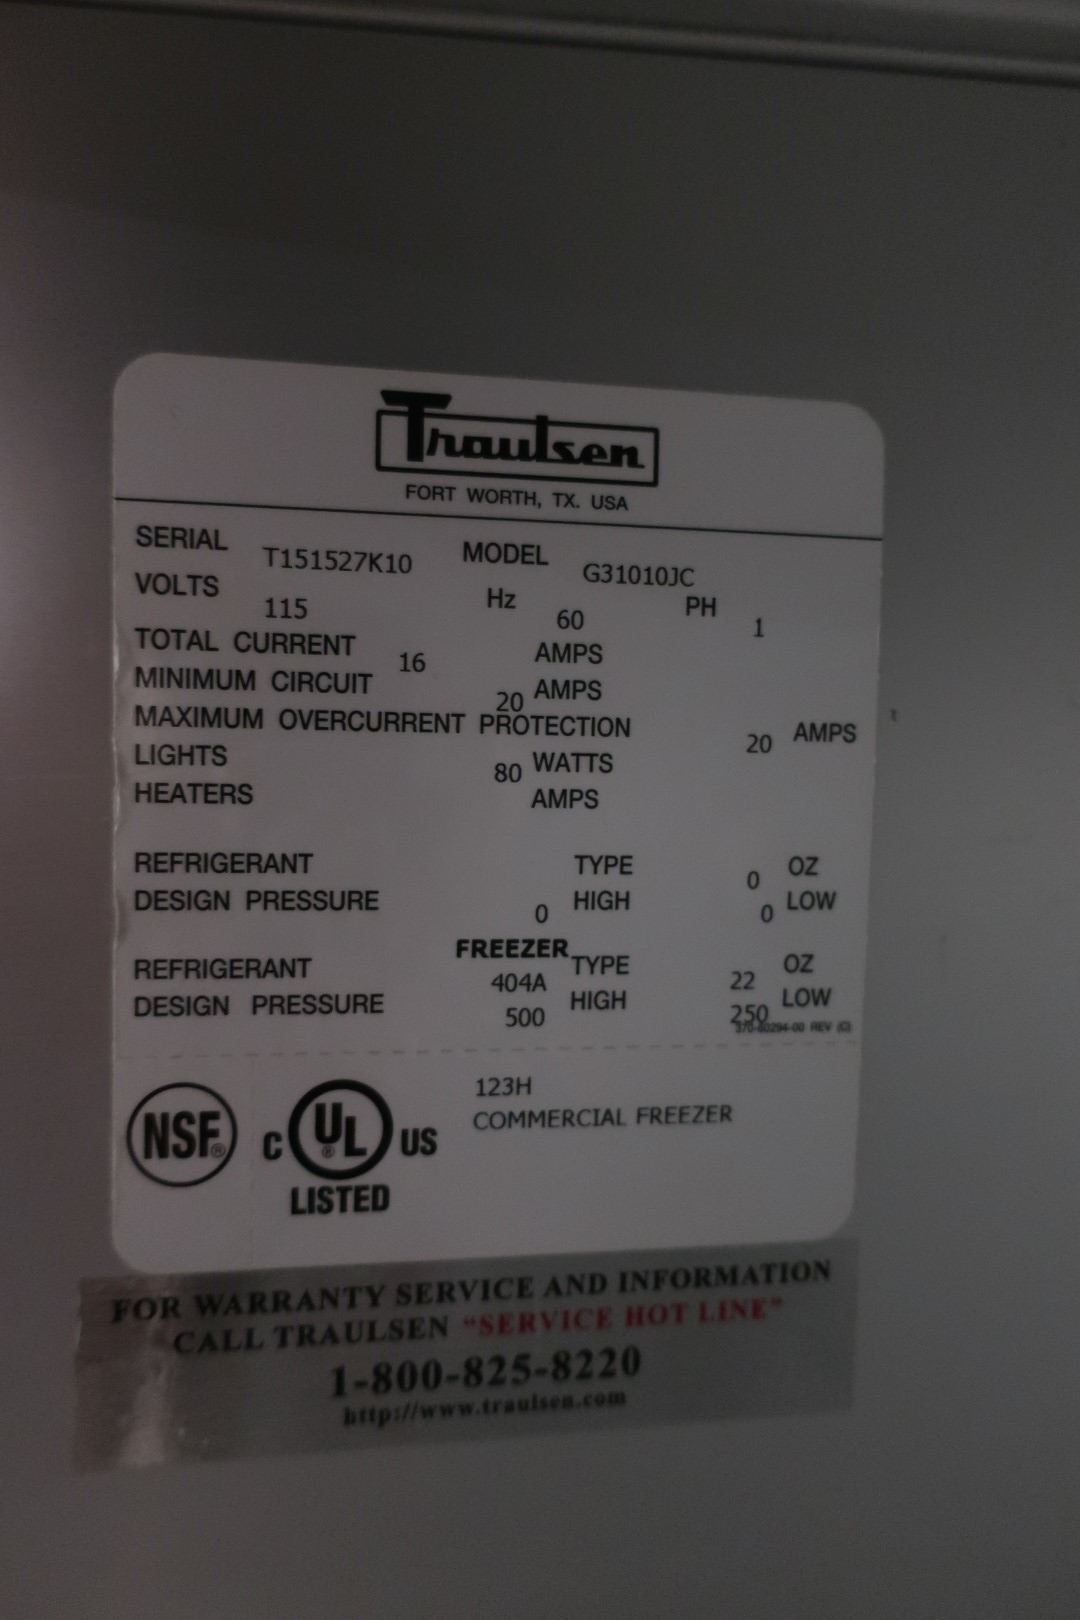 Traulsen
FORT WORTH, TX. USA
SERIAL T151527K10 MODEL G31010JC
VOLTS 115 Hz 60 PH 1
TOTAL CURRENT 16 AMPS
MINIMUM CIRCUIT 20 AMPS
MAXIMUM OVERCURRENT PROTECTION 20 AMPS
LIGHTS 80 WATTS
HEATERS AMPS
REFRIGERANT TYPE 0 OZ
DESIGN PRESSURE 0 HIGH 0 LOW
FREEZER
REFRIGERANT 404A TYPE 22 OZ
DESIGN PRESSURE 500 HIGH 250 LOW
370-60294-00 REV (C)
NSF®
C UL® US
LISTED
123H
COMMERCIAL FREEZER
FOR WARRANTY SERVICE AND INFORMATION
CALL TRAULSEN "SERVICE HOT LINE"
1-800-825-8220
http://www.traulsen.com